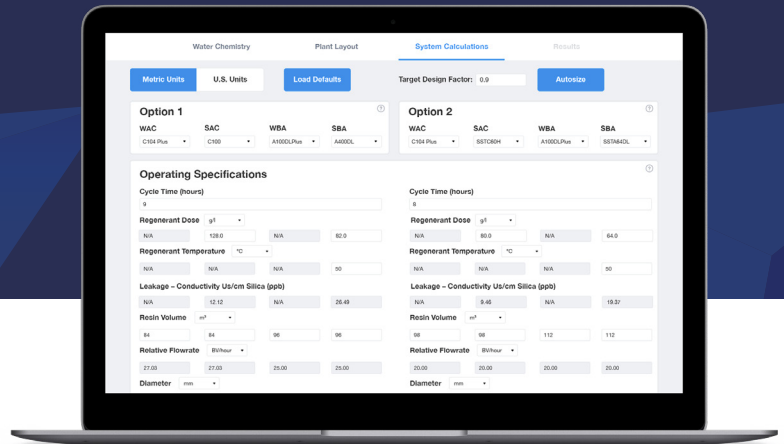 Water Chemistry Plant Layout System Calculations Results
Metric Units U.S. Units Load Defaults Target Design Factor: 0.9 Autosize
Option 1
WAC SAC WBA SBA
C104 Plus C100 A100DLPlus A400DL
Option 2
WAC SAC WBA SBA
C104 Plus SSTC80H A100DLPlus SSTA64DL
Operating Specifications
Cycle Time (hours) Cycle Time (hours)
9 8
Regenerant Dose g/l Regenerant Dose g/l
N/A 128.0 N/A 82.0 N/A 80.0 N/A 64.0
Regenerant Temperature °C Regenerant Temperature °C
N/A N/A N/A 50 N/A N/A N/A 50
Leakage – Conductivity Us/cm Silica (ppb) Leakage – Conductivity Us/cm Silica (ppb)
N/A 12.12 N/A 26.49 N/A 9.46 N/A 19.37
Resin Volume m³ Resin Volume m³
84 84 96 96 98 98 112 112
Relative Flowrate BV/hour Relative Flowrate BV/hour
27.03 27.03 25.00 25.00 20.00 20.00 20.00 20.00
Diameter mm Diameter mm